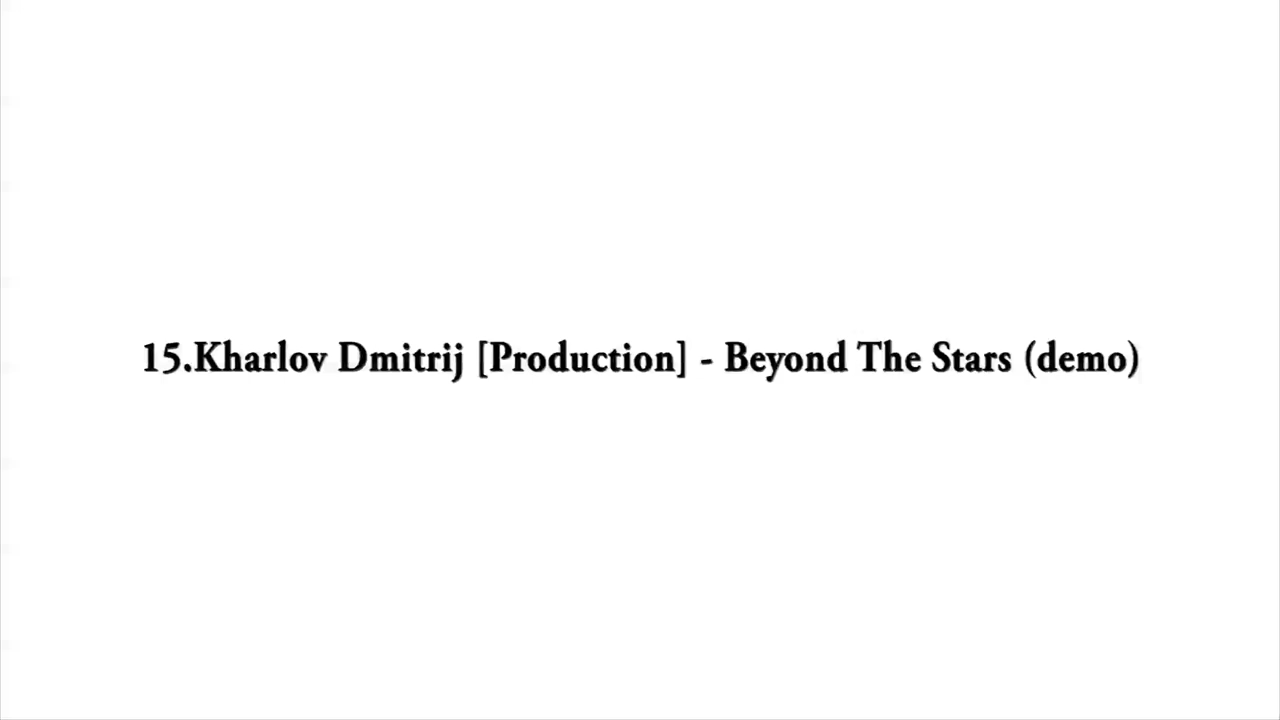 15.Kharlov Dmitrij [Production] - Beyond The Stars (demo)